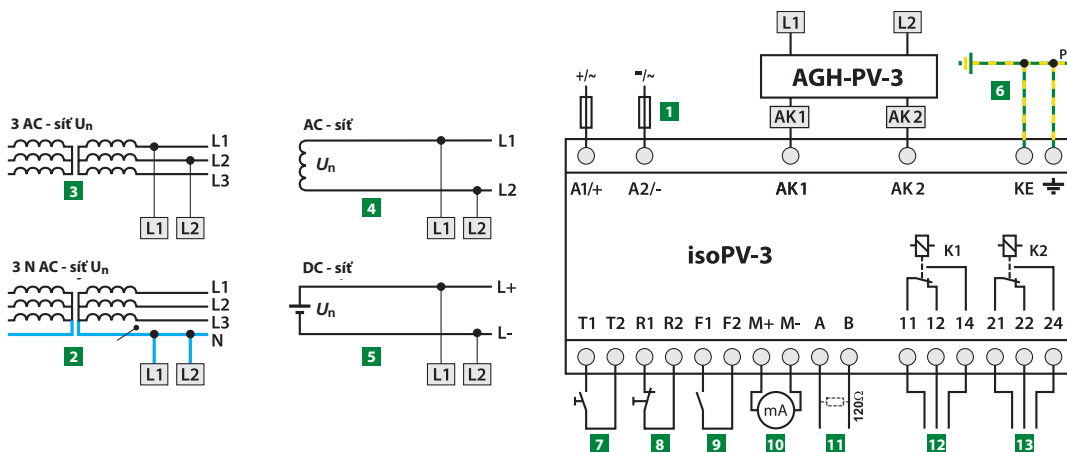 3 AC - síť Un
L1
L2
L3
3
L1 L2
AC - síť
Un
L1
L2
4
L1 L2
3 N AC - síť Un
L1
L2
L3
N
2
L1 L2
DC - síť
Un
L+
L-
5
L1 L2
L1 L2
AGH-PV-3
AK1 AK2
+/~ -/~
1
6
P
A1/+ A2/- AK1 AK2 KE
isoPV-3
K1 K2
T1 T2 R1 R2 F1 F2 M+ M- A B 11 12 14 21 22 24
mA
120Ω
7 8 9 10 11 12 13